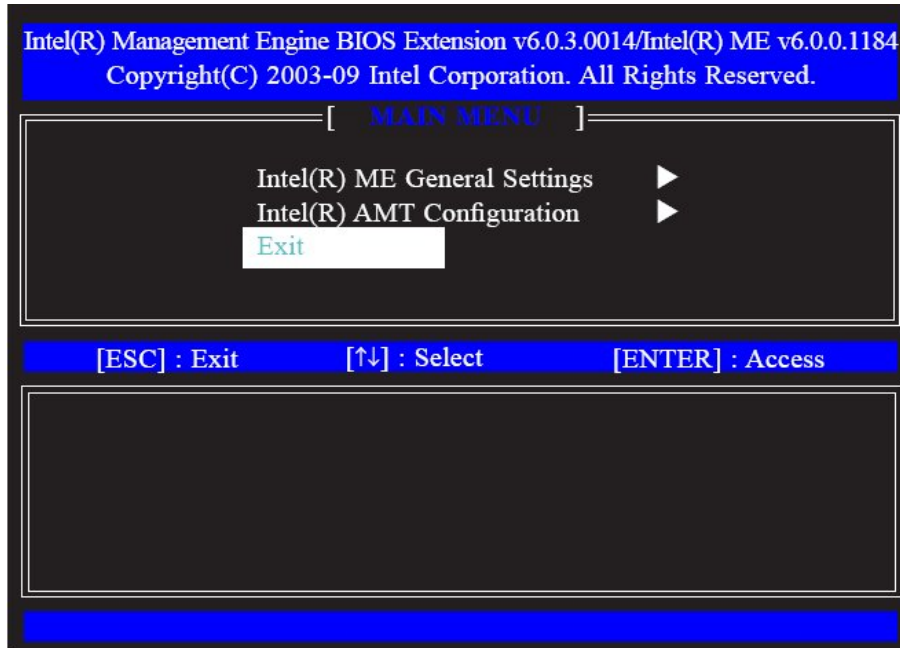 Intel(R) Management Engine BIOS Extension v6.0.3.0014/Intel(R) ME v6.0.0.1184
Copyright(C) 2003-09 Intel Corporation. All Rights Reserved.
[ MAIN MENU ]
Intel(R) ME General Settings ▶
Intel(R) AMT Configuration ▶
Exit
[ESC] : Exit [↑↓] : Select [ENTER] : Access